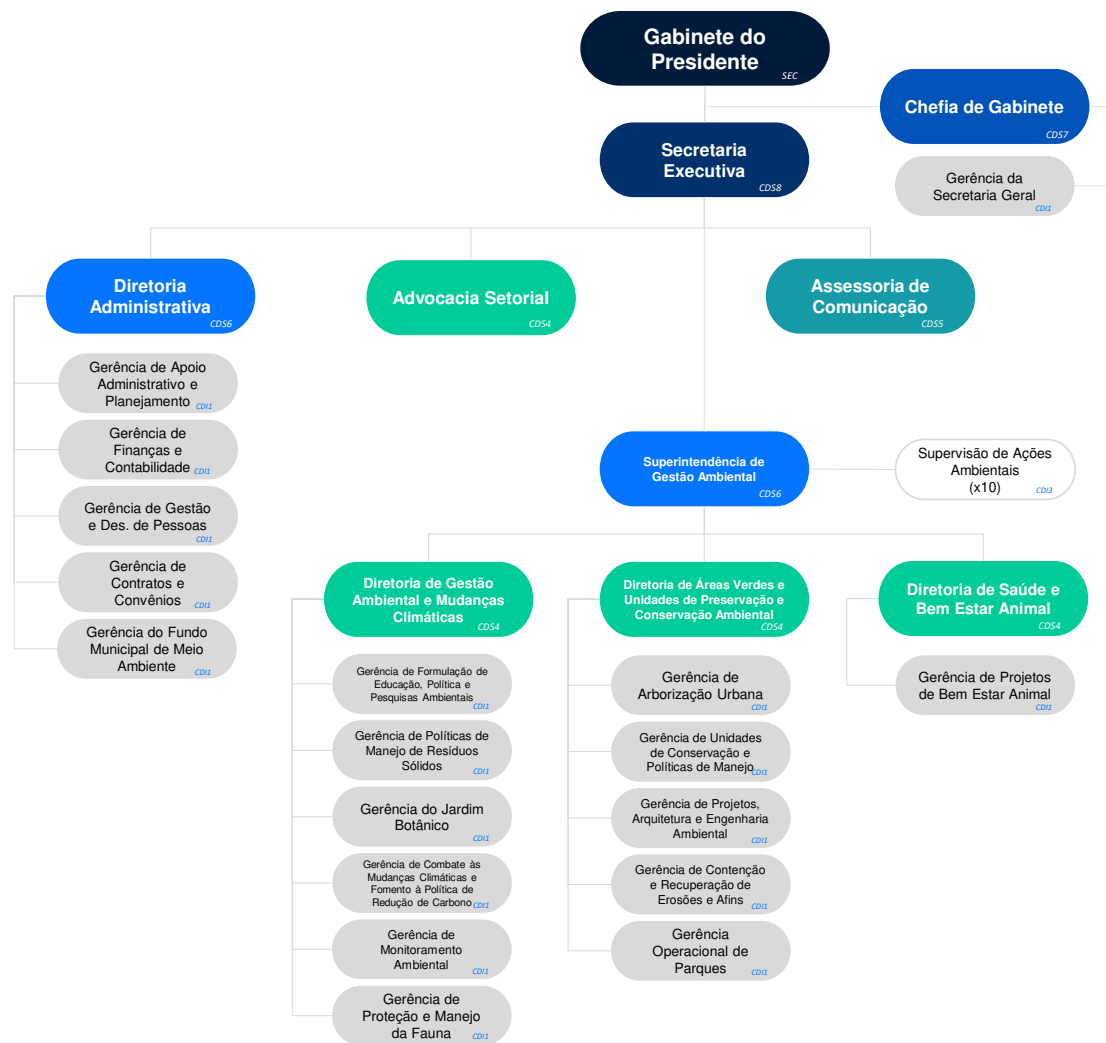 Gabinete do
Presidente
SEC
Chefia de Gabinete
CDS7
Secretaria
Executiva
CDS8
Gerência da
Secretaria Geral
CDI1
Diretoria
Administrativa
CDS6
Advocacia Setorial
CDS4
Assessoria de
Comunicação
CDS5
Gerência de Apoio
Administrativo e
Planejamento
CDI1
Gerência de
Finanças e
Contabilidade
CDI1
Gerência de Gestão
e Des. de Pessoas
CDI1
Gerência de
Contratos e
Convênios
CDI1
Gerência do Fundo
Municipal de Meio
Ambiente
CDI1
Superintendência de
Gestão Ambiental
CDS6
Supervisão de Ações
Ambientais
(x10)
CDI3
Diretoria de Gestão
Ambiental e Mudanças
Climáticas
CDS4
Gerência de Formulação de
Educação, Política e
Pesquisas Ambientais
CDI1
Gerência de Políticas de
Manejo de Resíduos
Sólidos
CDI1
Gerência do Jardim
Botânico
CDI1
Gerência de Combate às
Mudanças Climáticas e
Fomento à Política de
Redução de Carbono
CDI1
Gerência de
Monitoramento
Ambiental
CDI1
Gerência de
Proteção e Manejo
da Fauna
CDI1
Diretoria de Áreas Verdes e
Unidades de Preservação e
Conservação Ambiental
CDS4
Gerência de
Arborização Urbana
CDI1
Gerência de Unidades
de Conservação e
Políticas de Manejo
CDI1
Gerência de Projetos,
Arquitetura e Engenharia
Ambiental
CDI1
Gerência de Contenção
e Recuperação de
Erosões e Afins
CDI1
Gerência
Operacional de
Parques
CDI1
Diretoria de Saúde e
Bem Estar Animal
CDS4
Gerência de Projetos
de Bem Estar Animal
CDI1